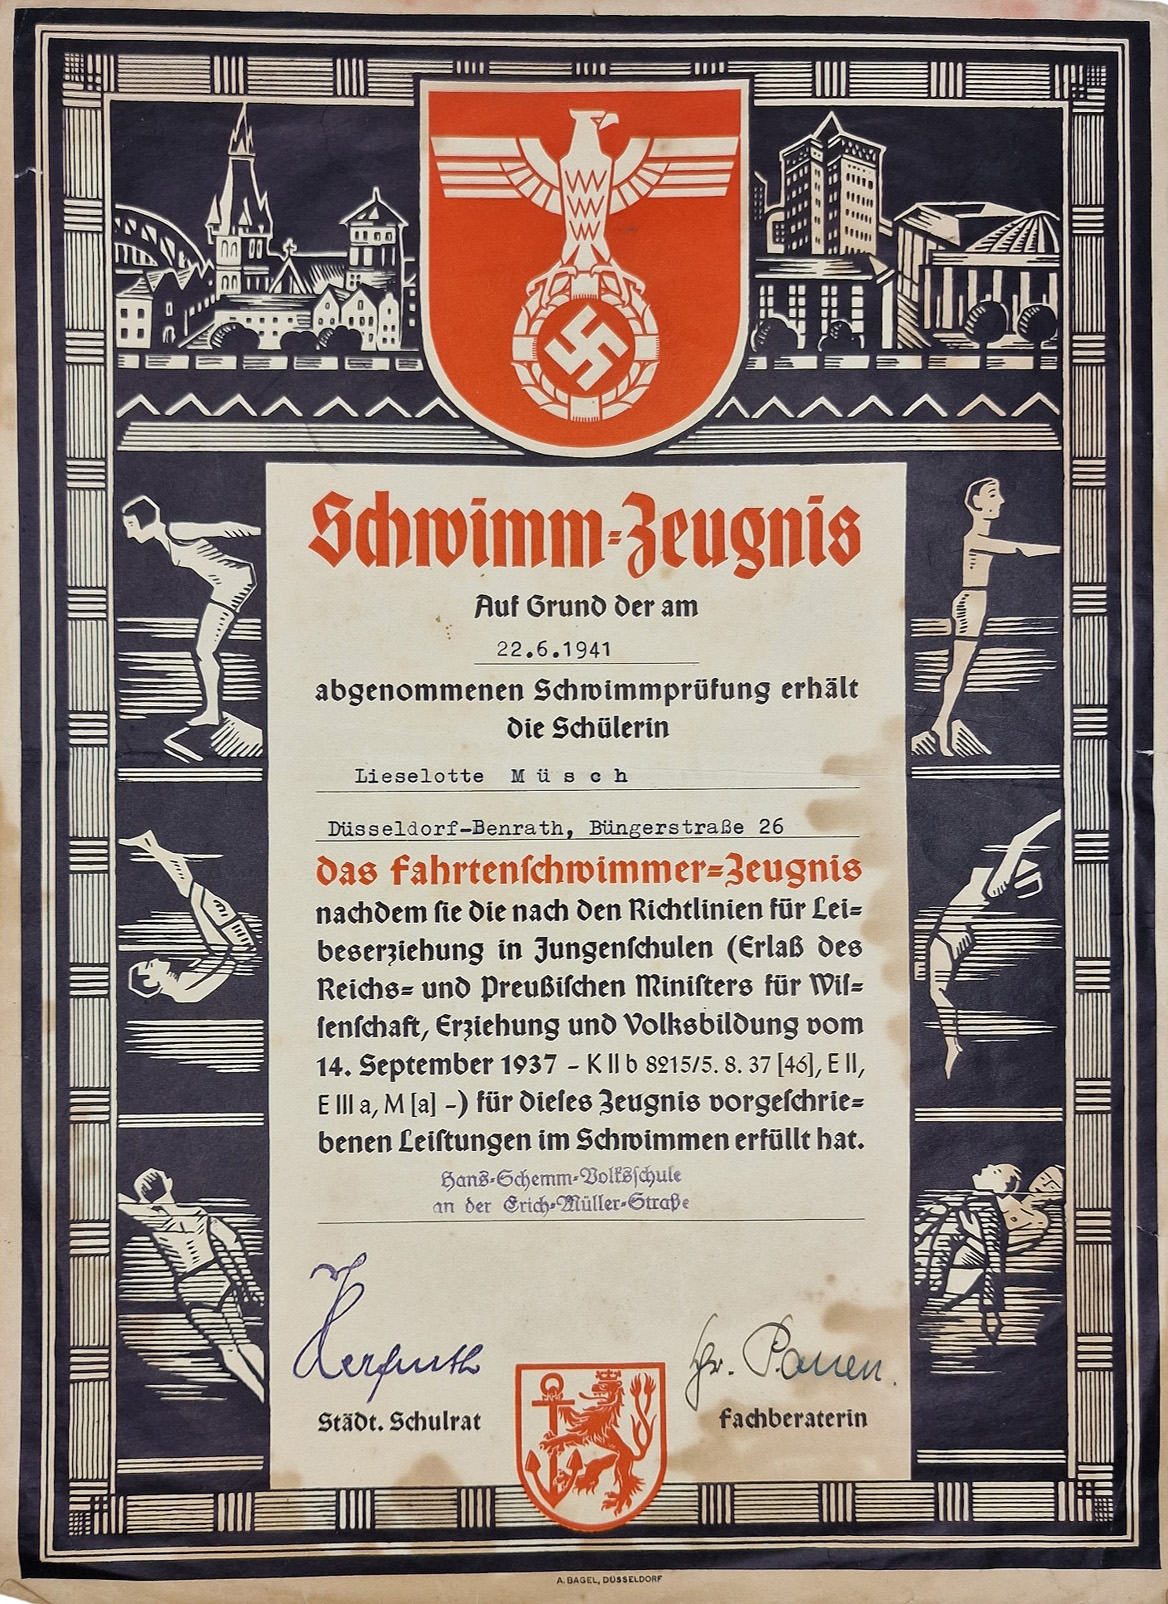 Schwimm-Zeugnis
Auf Grund der am
22.6.1941
abgenommenen Schwimmprüfung erhält
die Schülerin
Lieselotte Müsch
Düsseldorf-Benrath, Büngerstraße 26
das Fahrtenschwimmer-Zeugnis
nachdem sie die nach den Richtlinien für Lei-
beserziehung in Jungenschulen (Erlaß des
Reichs- und Preußischen Ministers für Wis-
senschaft, Erziehung und Volksbildung vom
14. September 1937 - K II b 8215/5. 8. 37 [46], E II,
E III a, M [a] -) für dieses Zeugnis vorgeschrie-
benen Leistungen im Schwimmen erfüllt hat.
Hans-Schemm-Volksschule
an der Erich-Müller-Straße
Städt. Schulrat
Fachberaterin
A. BAGEL, DÜSSELDORF